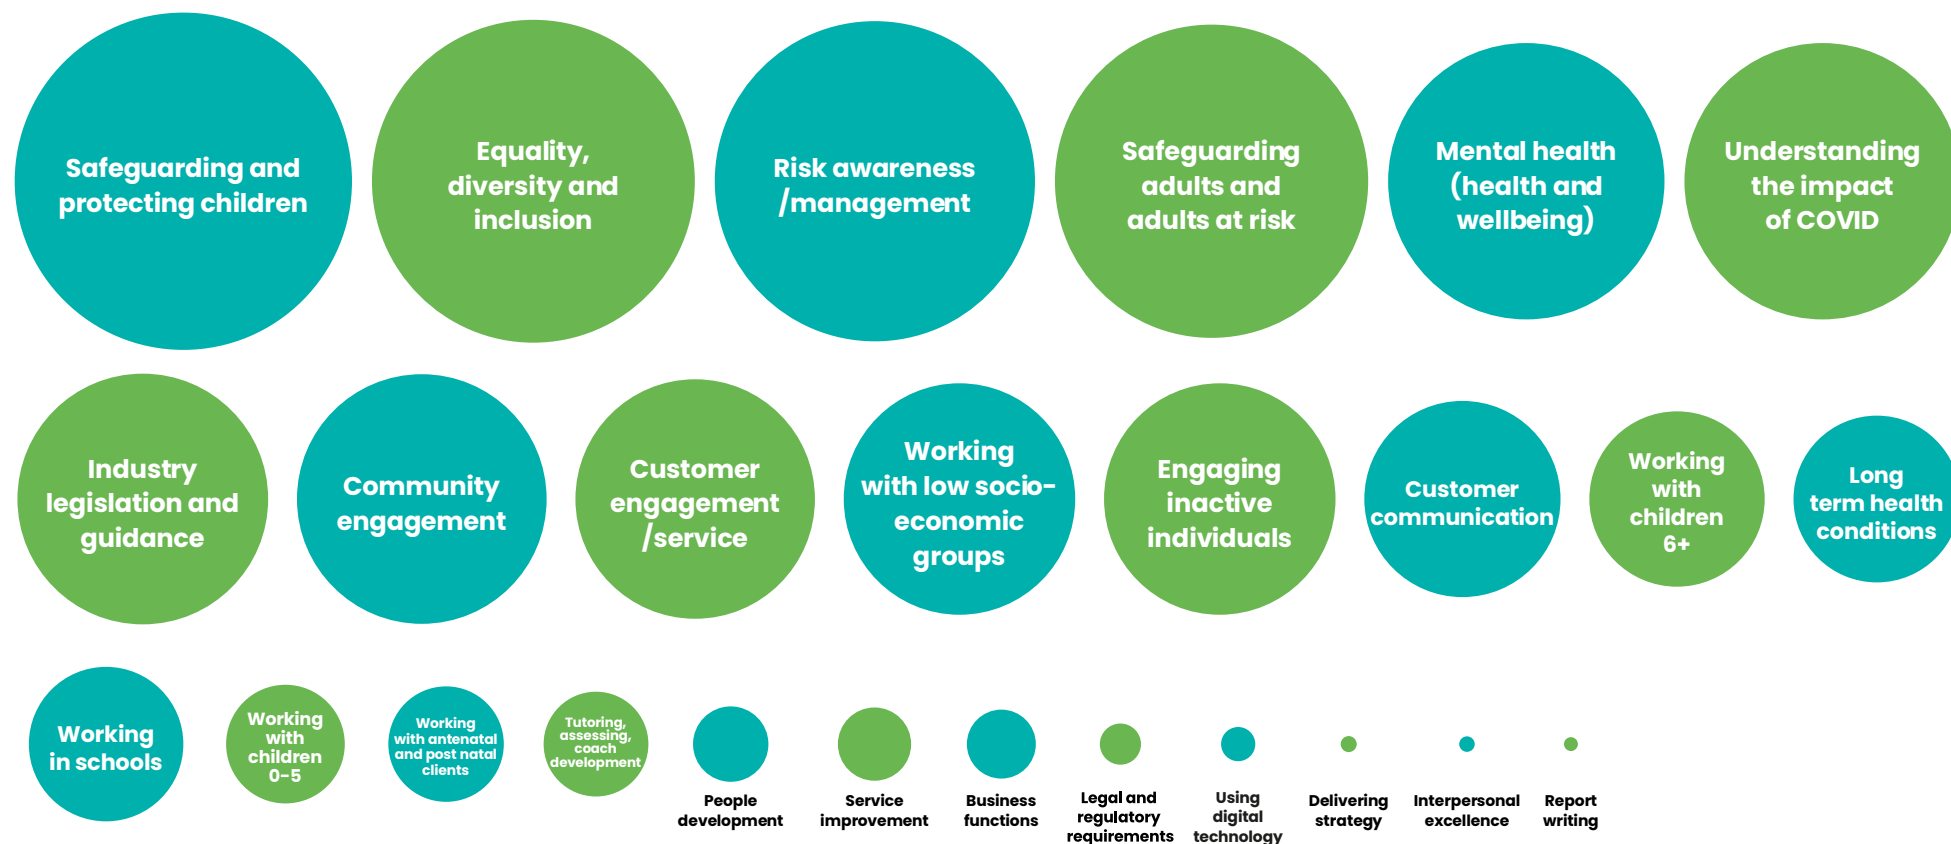 Safeguarding and
protecting children
Equality,
diversity and
inclusion
Risk awareness
/management
Safeguarding
adults and
adults at risk
Mental health
(health and
wellbeing)
Understanding
the impact
of COVID
Industry
legislation and
guidance
Community
engagement
Customer
engagement
/service
Working
with low socio-
economic
groups
Engaging
inactive
individuals
Customer
communication
Working
with
children
6+
Long
term health
conditions
Working
in schools
Working
with
children
0-5
Working
with antenatal
and post natal
clients
Tutoring,
assessing,
coach
development
People
development
Service
improvement
Business
functions
Legal and
regulatory
requirements
Using
digital
technology
Delivering
strategy
Interpersonal
excellence
Report
writing